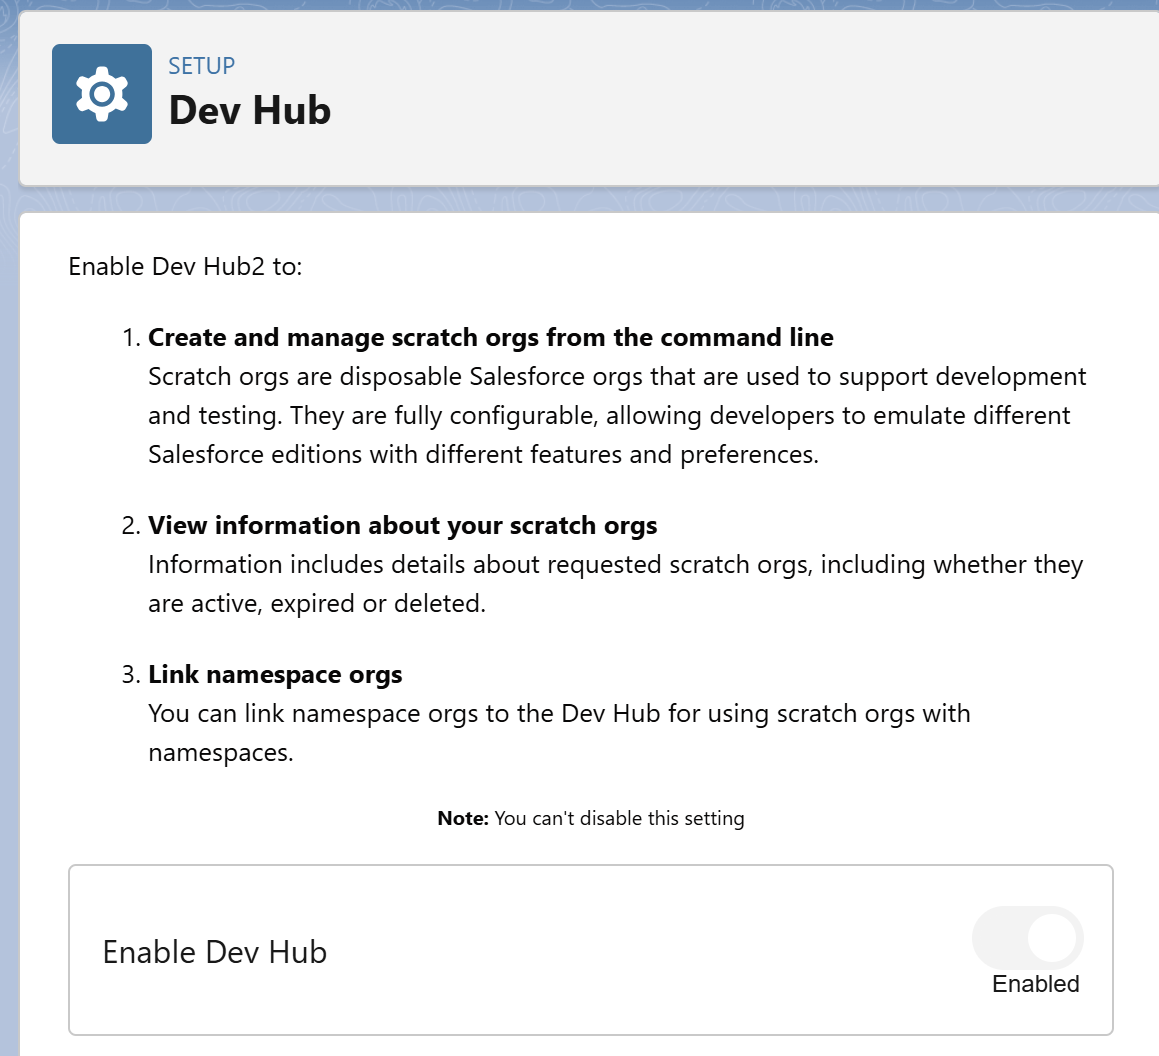 SETUP
Dev Hub
Enable Dev Hub2 to:
1. Create and manage scratch orgs from the command line
Scratch orgs are disposable Salesforce orgs that are used to support development
and testing. They are fully configurable, allowing developers to emulate different
Salesforce editions with different features and preferences.
2. View information about your scratch orgs
Information includes details about requested scratch orgs, including whether they
are active, expired or deleted.
3. Link namespace orgs
You can link namespace orgs to the Dev Hub for using scratch orgs with
namespaces.
Note: You can't disable this setting
Enable Dev Hub
Enabled